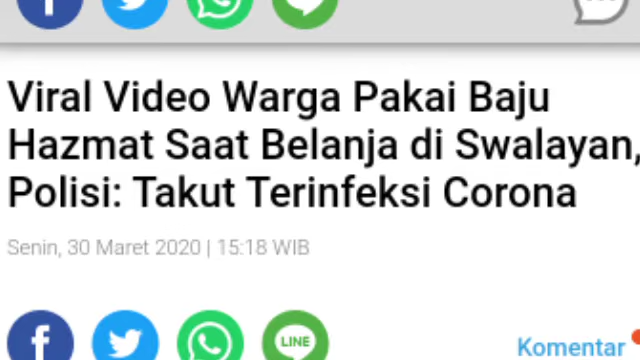 Viral Video Warga Pakai Baju
Hazmat Saat Belanja di Swalayan,
Polisi: Takut Terinfeksi Corona
Senin, 30 Maret 2020 | 15:18 WIB
f
LINE
Komentar